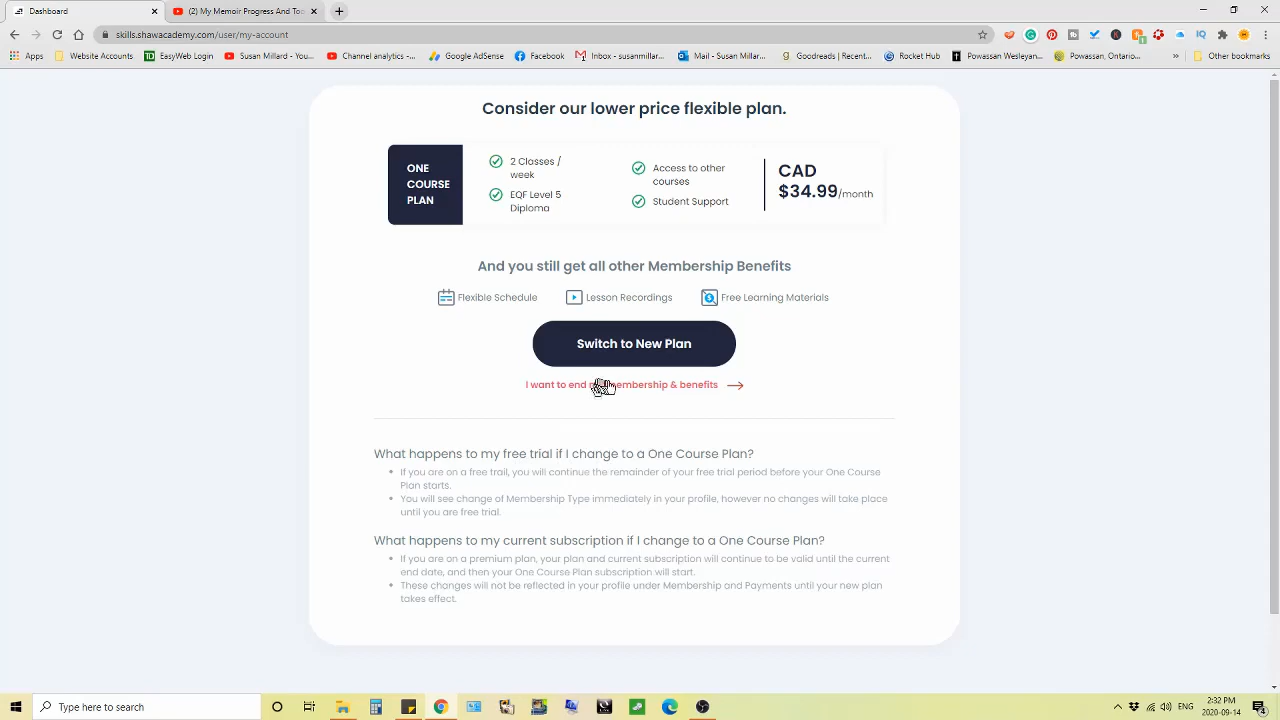 Dashboard
(2) My Memoir Progress And Too
skills.shawacademy.com/user/my-account
Apps
Website Accounts
EasyWeb Login
Susan Millard - You...
Channel analytics -...
Google AdSense
Facebook
Inbox - susanmillar...
Mail - Susan Millar...
Goodreads | Recent...
Rocket Hub
Powassan Wesleyan...
Powassan, Ontario...
»
Other bookmarks
Consider our lower price flexible plan.
ONE
COURSE
PLAN
2 Classes /
week
EQF Level 5
Diploma
Access to other
courses
Student Support
CAD
$34.99/month
And you still get all other Membership Benefits
Flexible Schedule
Lesson Recordings
Free Learning Materials
Switch to New Plan
I want to end membership & benefits
What happens to my free trial if I change to a One Course Plan?
• If you are on a free trail, you will continue the remainder of your free trial period before your One Course
Plan starts.
• You will see change of Membership Type immediately in your profile, however no changes will take place
until you are free trial.
What happens to my current subscription if I change to a One Course Plan?
• If you are on a premium plan, your plan and current subscription will continue to be valid until the current
end date, and then your One Course Plan subscription will start.
• These changes will not be reflected in your profile under Membership and Payments until your new plan
takes effect.
Type here to search
ENG
2:32 PM
2020-09-14